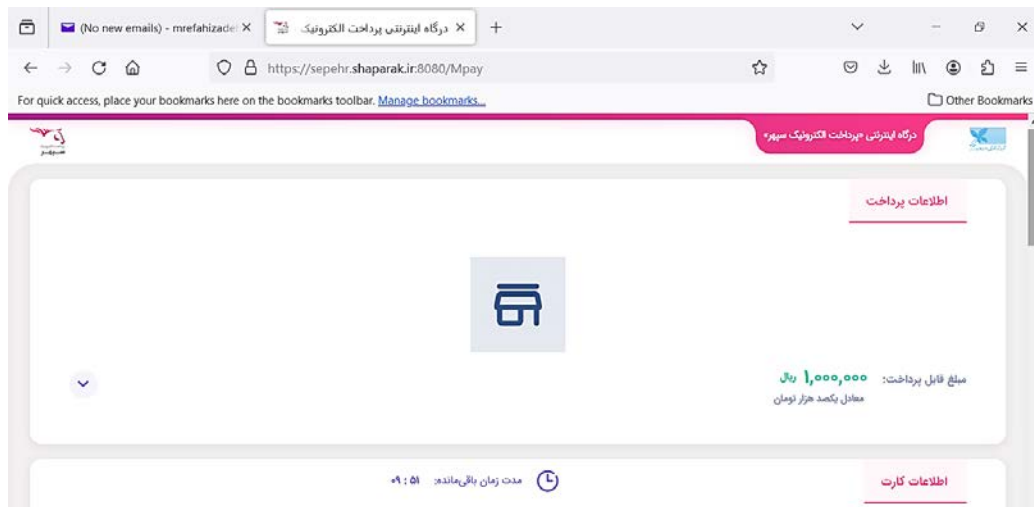 (No new emails) - mrefahizade
درگاه اینترنتی پرداخت الکترونیک
https://sepehr.shaparak.ir:8080/Mpay
For quick access, place your bookmarks here on the bookmarks toolbar. Manage bookmarks...
Other Bookmarks
درگاه اینترنتی «پرداخت الکترونیک سپهر»
سپهر
اطلاعات پرداخت
مبلغ قابل پرداخت: ۱,۰۰۰,۰۰۰ ریال
معادل یکصد هزار تومان
اطلاعات کارت
مدت زمان باقی‌مانده: ۰۹ : ۵۱